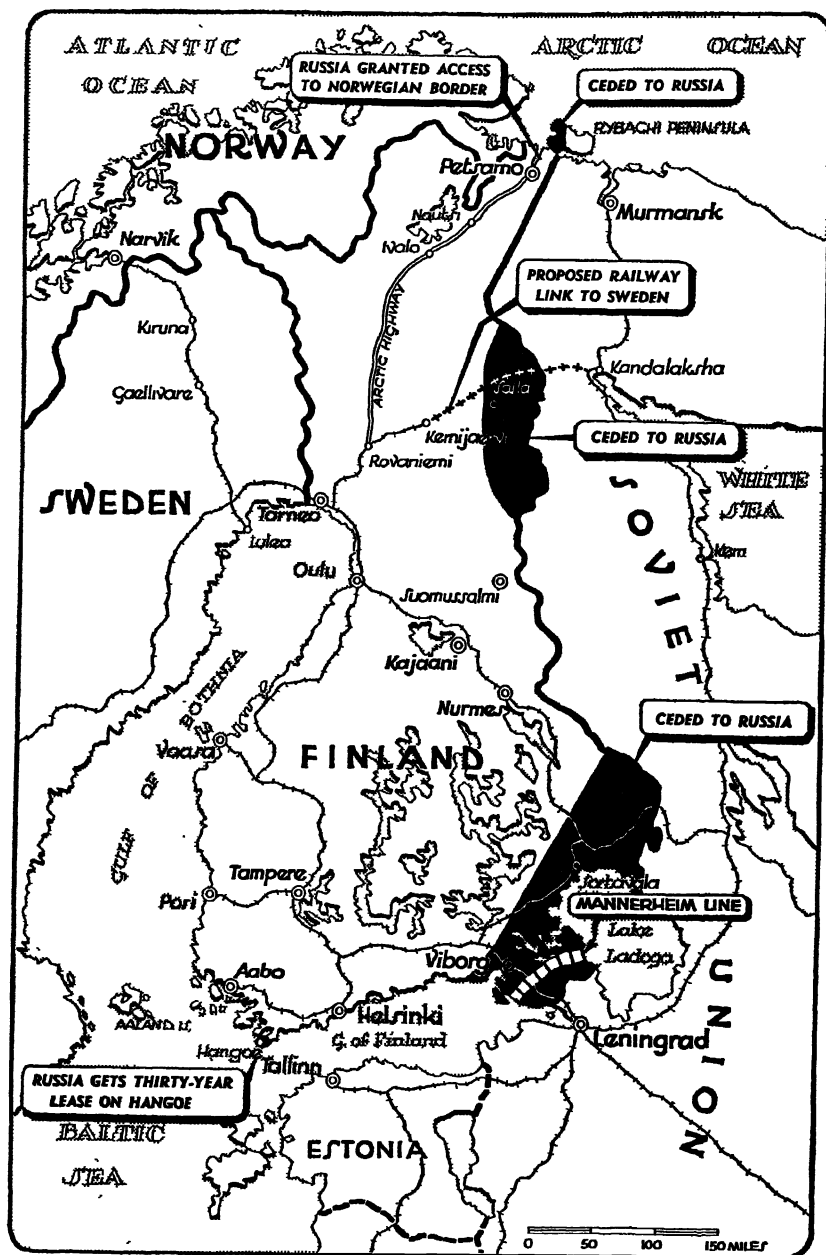 ATLANTIC
OCEAN
ARCTIC OCEAN
RUSSIA GRANTED ACCESS
TO NORWEGIAN BORDER
CEDED TO RUSSIA
RYBACHI PENINSULA
NORWAY
Petsamo
Murmansk
Nautsi
Ivalo
Narvik
PROPOSED RAILWAY
LINK TO SWEDEN
Kiruna
ARCTIC HIGHWAY
Gaellivare
Kandalaksha
Salla
Kemijaervi
CEDED TO RUSSIA
Rovaniemi
WHITE
SEA
SWEDEN
Torneo
Lulea
SOVIET
Kem
Oulu
Suomussalmi
Kajaani
Nurmes
GULF OF BOTHNIA
CEDED TO RUSSIA
Vaasa
FINLAND
Tampere
Sortavala
Pori
MANNERHEIM LINE
Lake
Ladoga
Viborg
Aabo
UNION
AALAND IS.
Helsinki
G. of Finland
Leningrad
Hangoe
Tallinn
RUSSIA GETS THIRTY-YEAR
LEASE ON HANGOE
BALTIC
SEA
ESTONIA
0 50 100 150 MILES